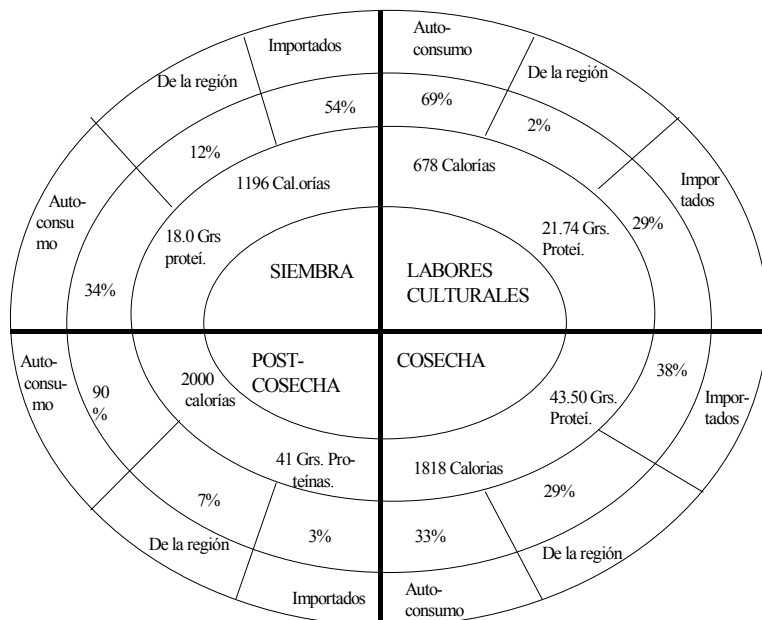 Importados
De la región
Auto-
consu
mo
54%
12%
34%
1196 Cal.orías
18.0 Grs
proteí.
SIEMBRA
Auto-
consumo
De la región
Impor
tados
69%
2%
29%
678 Calorías
21.74 Grs.
Proteí.
LABORES
CULTURALES
Auto-
consu-
mo
90
%
2000
calorías
POST-
COSECHA
41 Grs. Pro-
teínas.
7%
3%
De la región
Importados
COSECHA
38%
43.50 Grs.
Proteí.
Impor-
tados
1818 Calorias
29%
33%
De la región
Auto-
consumo